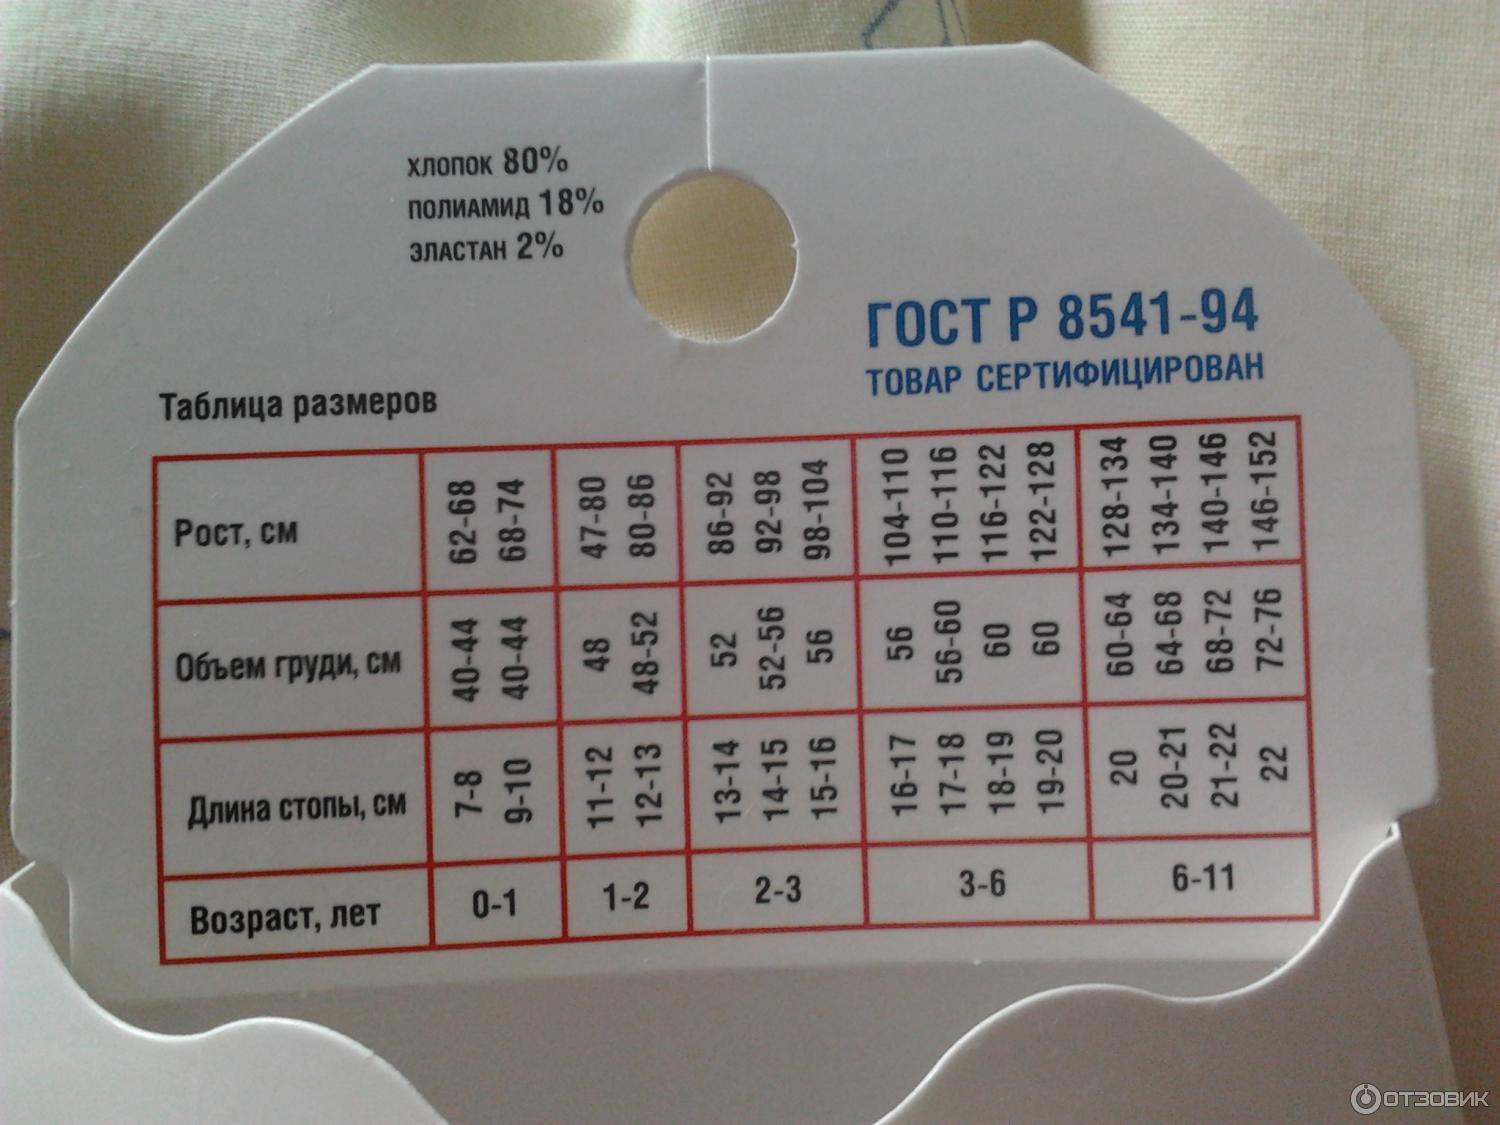 ХЛОПОК 80%
ПОЛИАМИД 18%
ЭЛАСТАН 2%
ГОСТ Р 8541-94
ТОВАР СЕРТИФИЦИРОВАН
Таблица размеров
Рост, см 62-68 68-74 47-80 80-86 86-92 92-98 98-104 104-110 110-116 116-122 122-128 128-134 134-140 140-146 146-152
Объем груди, см 40-44 40-44 48 48-52 52 52-56 56 56 56-60 60 60 60-64 64-68 68-72 72-76
Длина стопы, см 7-8 9-10 11-12 12-13 13-14 14-15 15-16 16-17 17-18 18-19 19-20 20 20-21 21-22 22
Возраст, лет 0-1 1-2 2-3 3-6 6-11
ОТЗОВИК